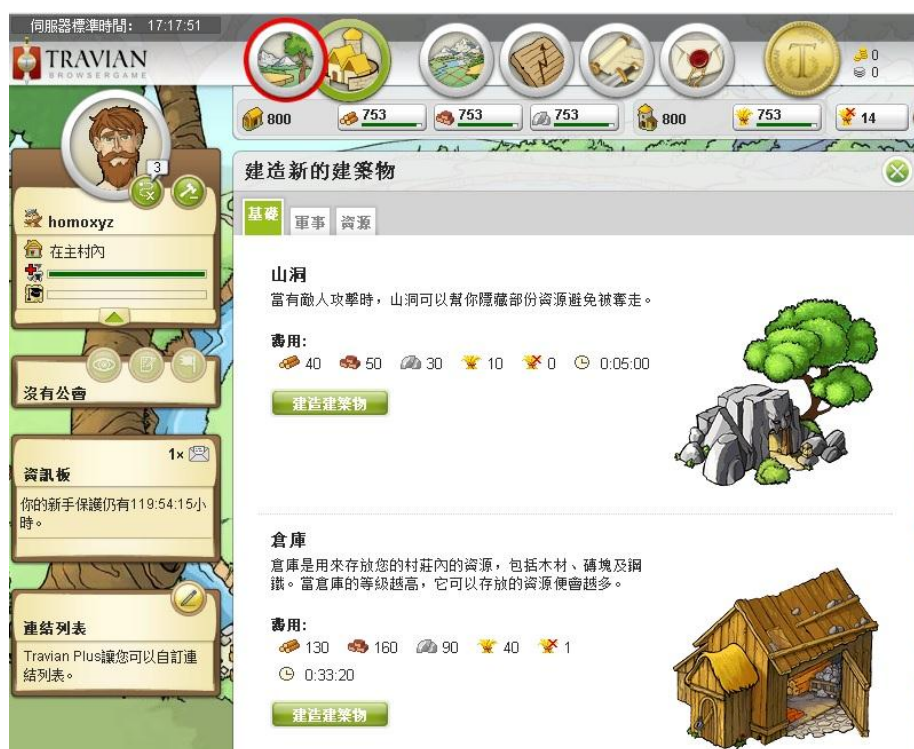 伺服器標準時間： 17:17:51
TRAVIAN
BROWSERGAME
T
0
0
800
753
753
753
800
753
14
3
homoxyz
在主村內
沒有公會
1×
資訊板
你的新手保護仍有119:54:15小
時。
連結列表
Travian Plus讓您可以自訂連
結列表。
建造新的建築物
基礎
軍事
資源
山洞
當有敵人攻擊時，山洞可以幫你隱藏部份資源避免被奪走。
費用:
40 50 30 10 0 0:05:00
建造建築物
倉庫
倉庫是用來存放您的村莊內的資源，包括木材、磚塊及鋼
鐵。當倉庫的等級越高，它可以存放的資源便會越多。
費用:
130 160 90 40 1
0:33:20
建造建築物